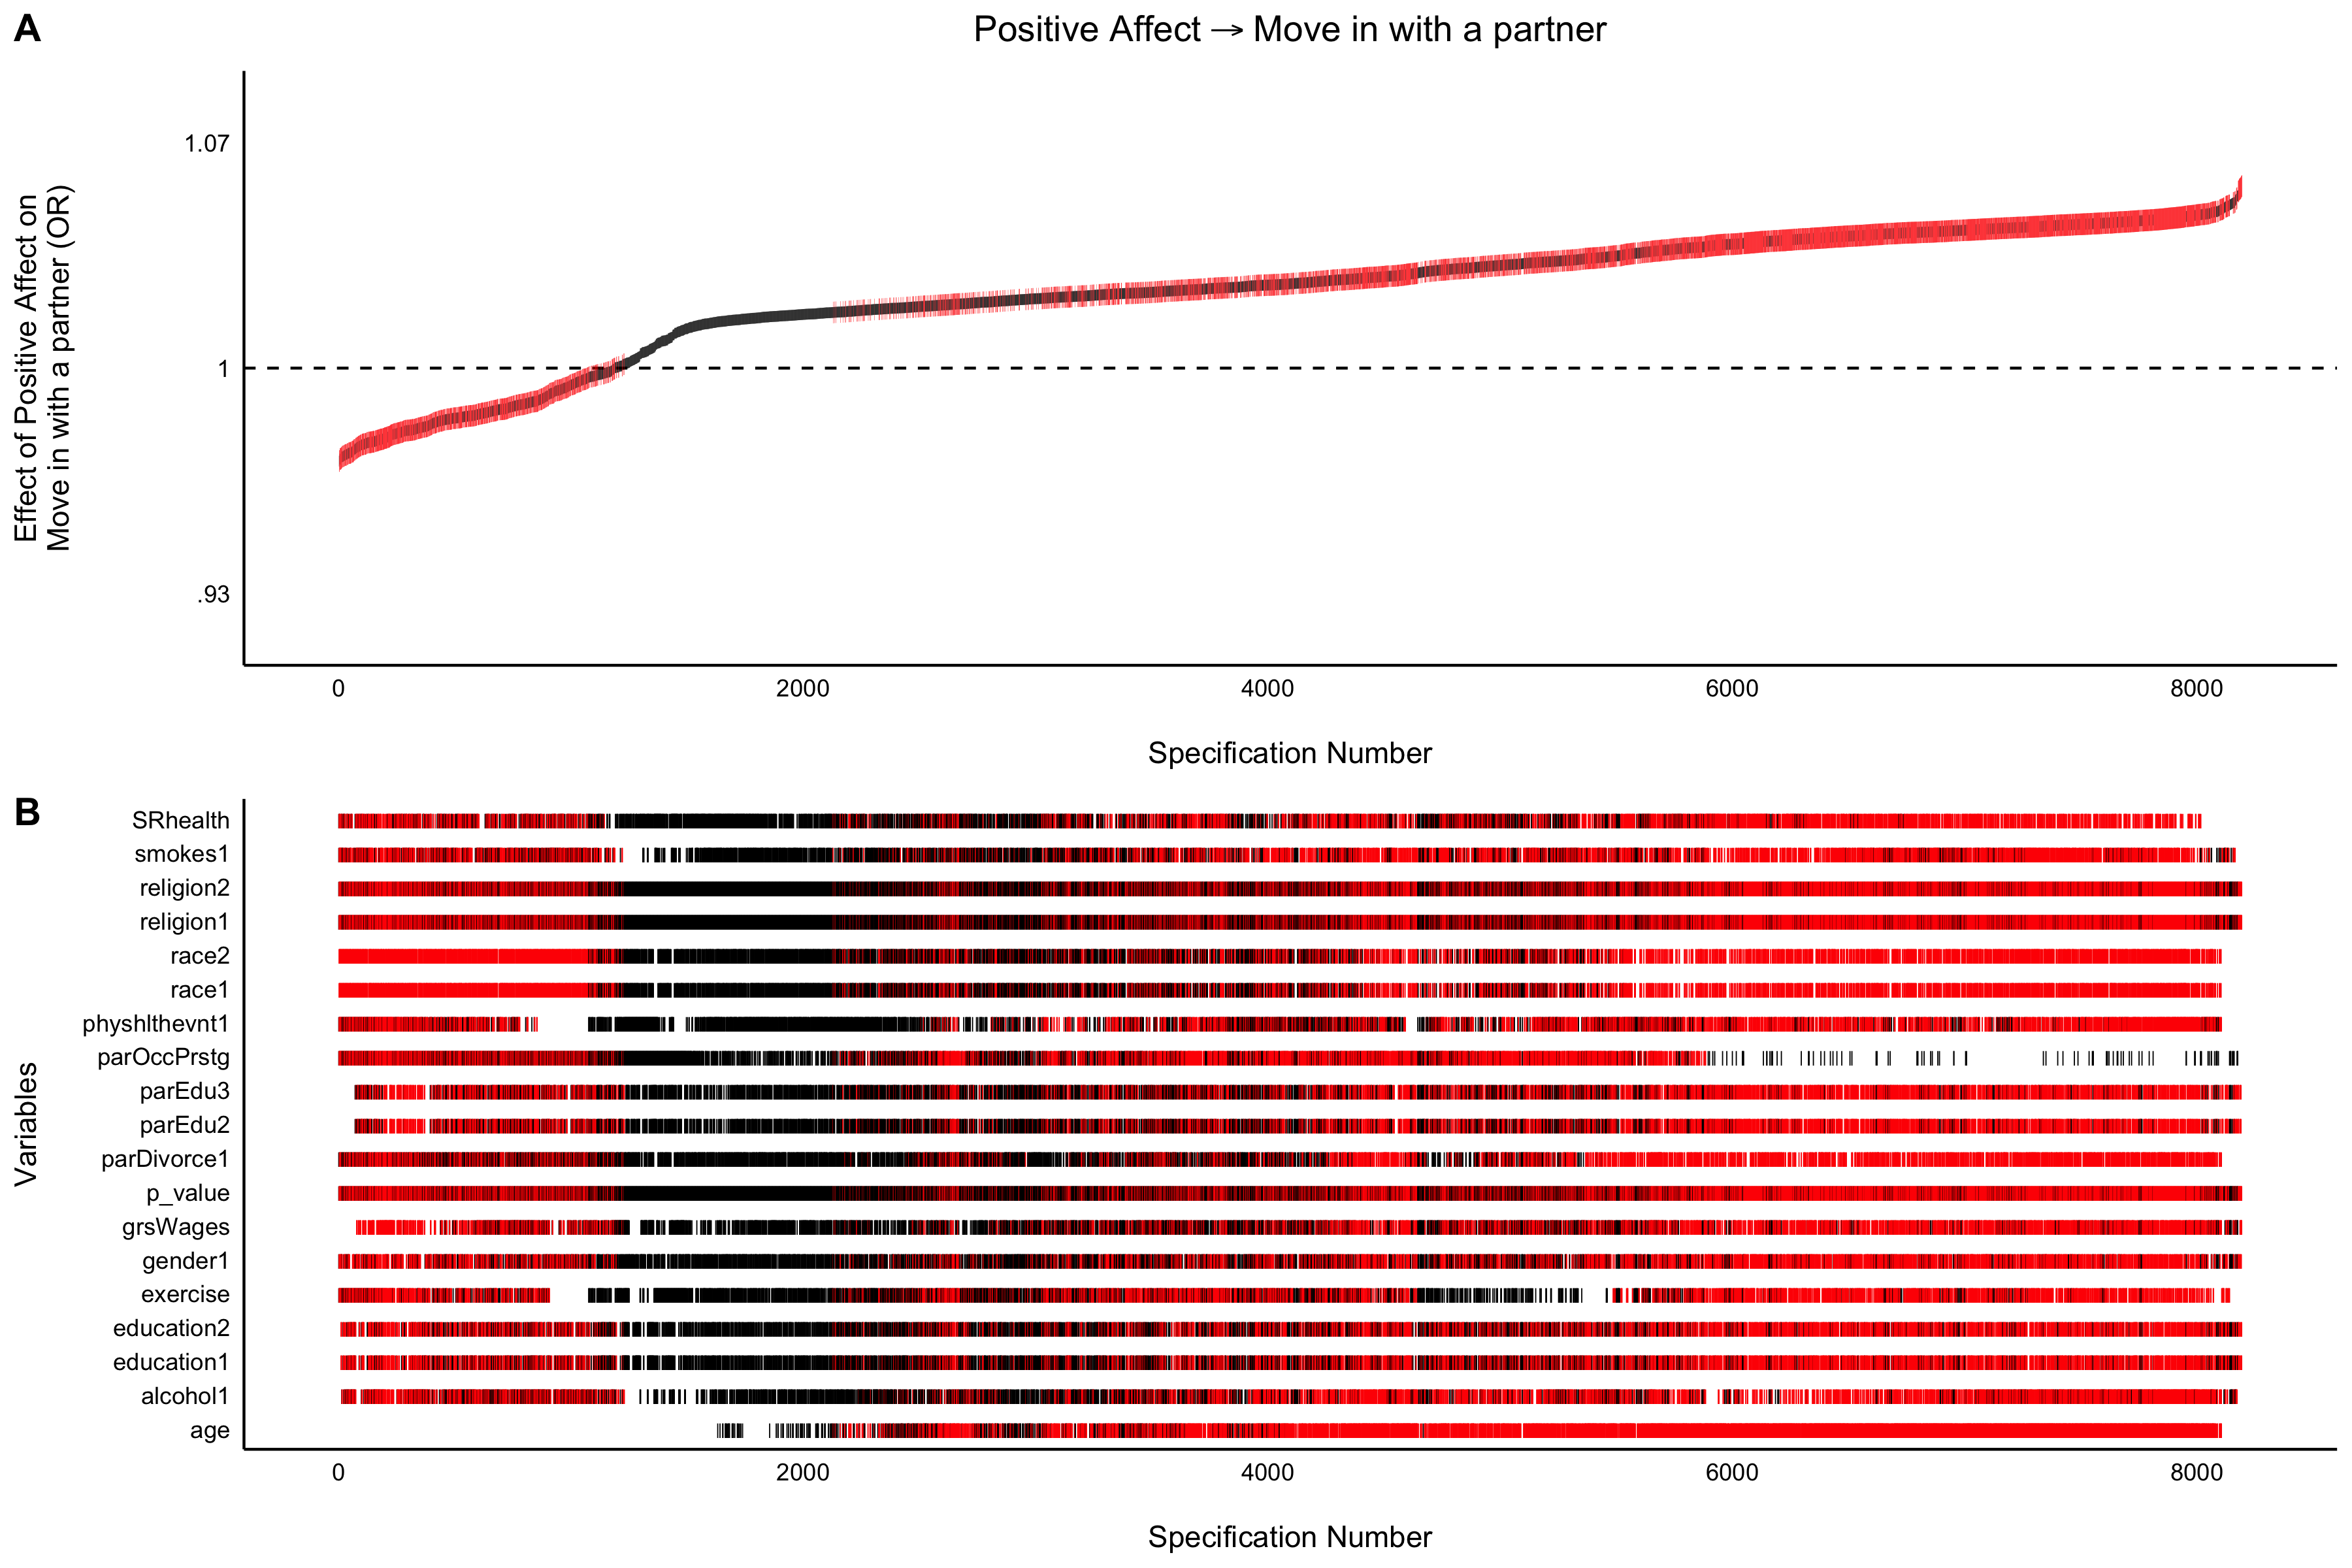 A
Positive Affect → Move in with a partner
Effect of Positive Affect on
Move in with a partner (OR)
1.07
1
.93
0 2000 4000 6000 8000
Specification Number
B
Variables
SRhealth
smokes1
religion2
religion1
race2
race1
physhlthevnt1
parOccPrstg
parEdu3
parEdu2
parDivorce1
p_value
grsWages
gender1
exercise
education2
education1
alcohol1
age
0 2000 4000 6000 8000
Specification Number